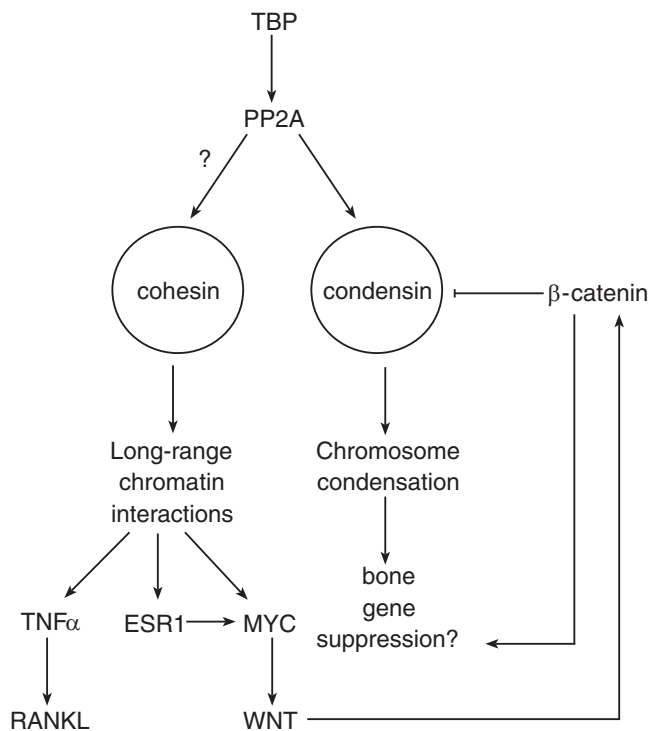 TBP
PP2A
?
cohesin
condensin
β-catenin
Long-range
chromatin
interactions
Chromosome
condensation
bone
gene
suppression?
TNFα
ESR1
MYC
RANKL
WNT